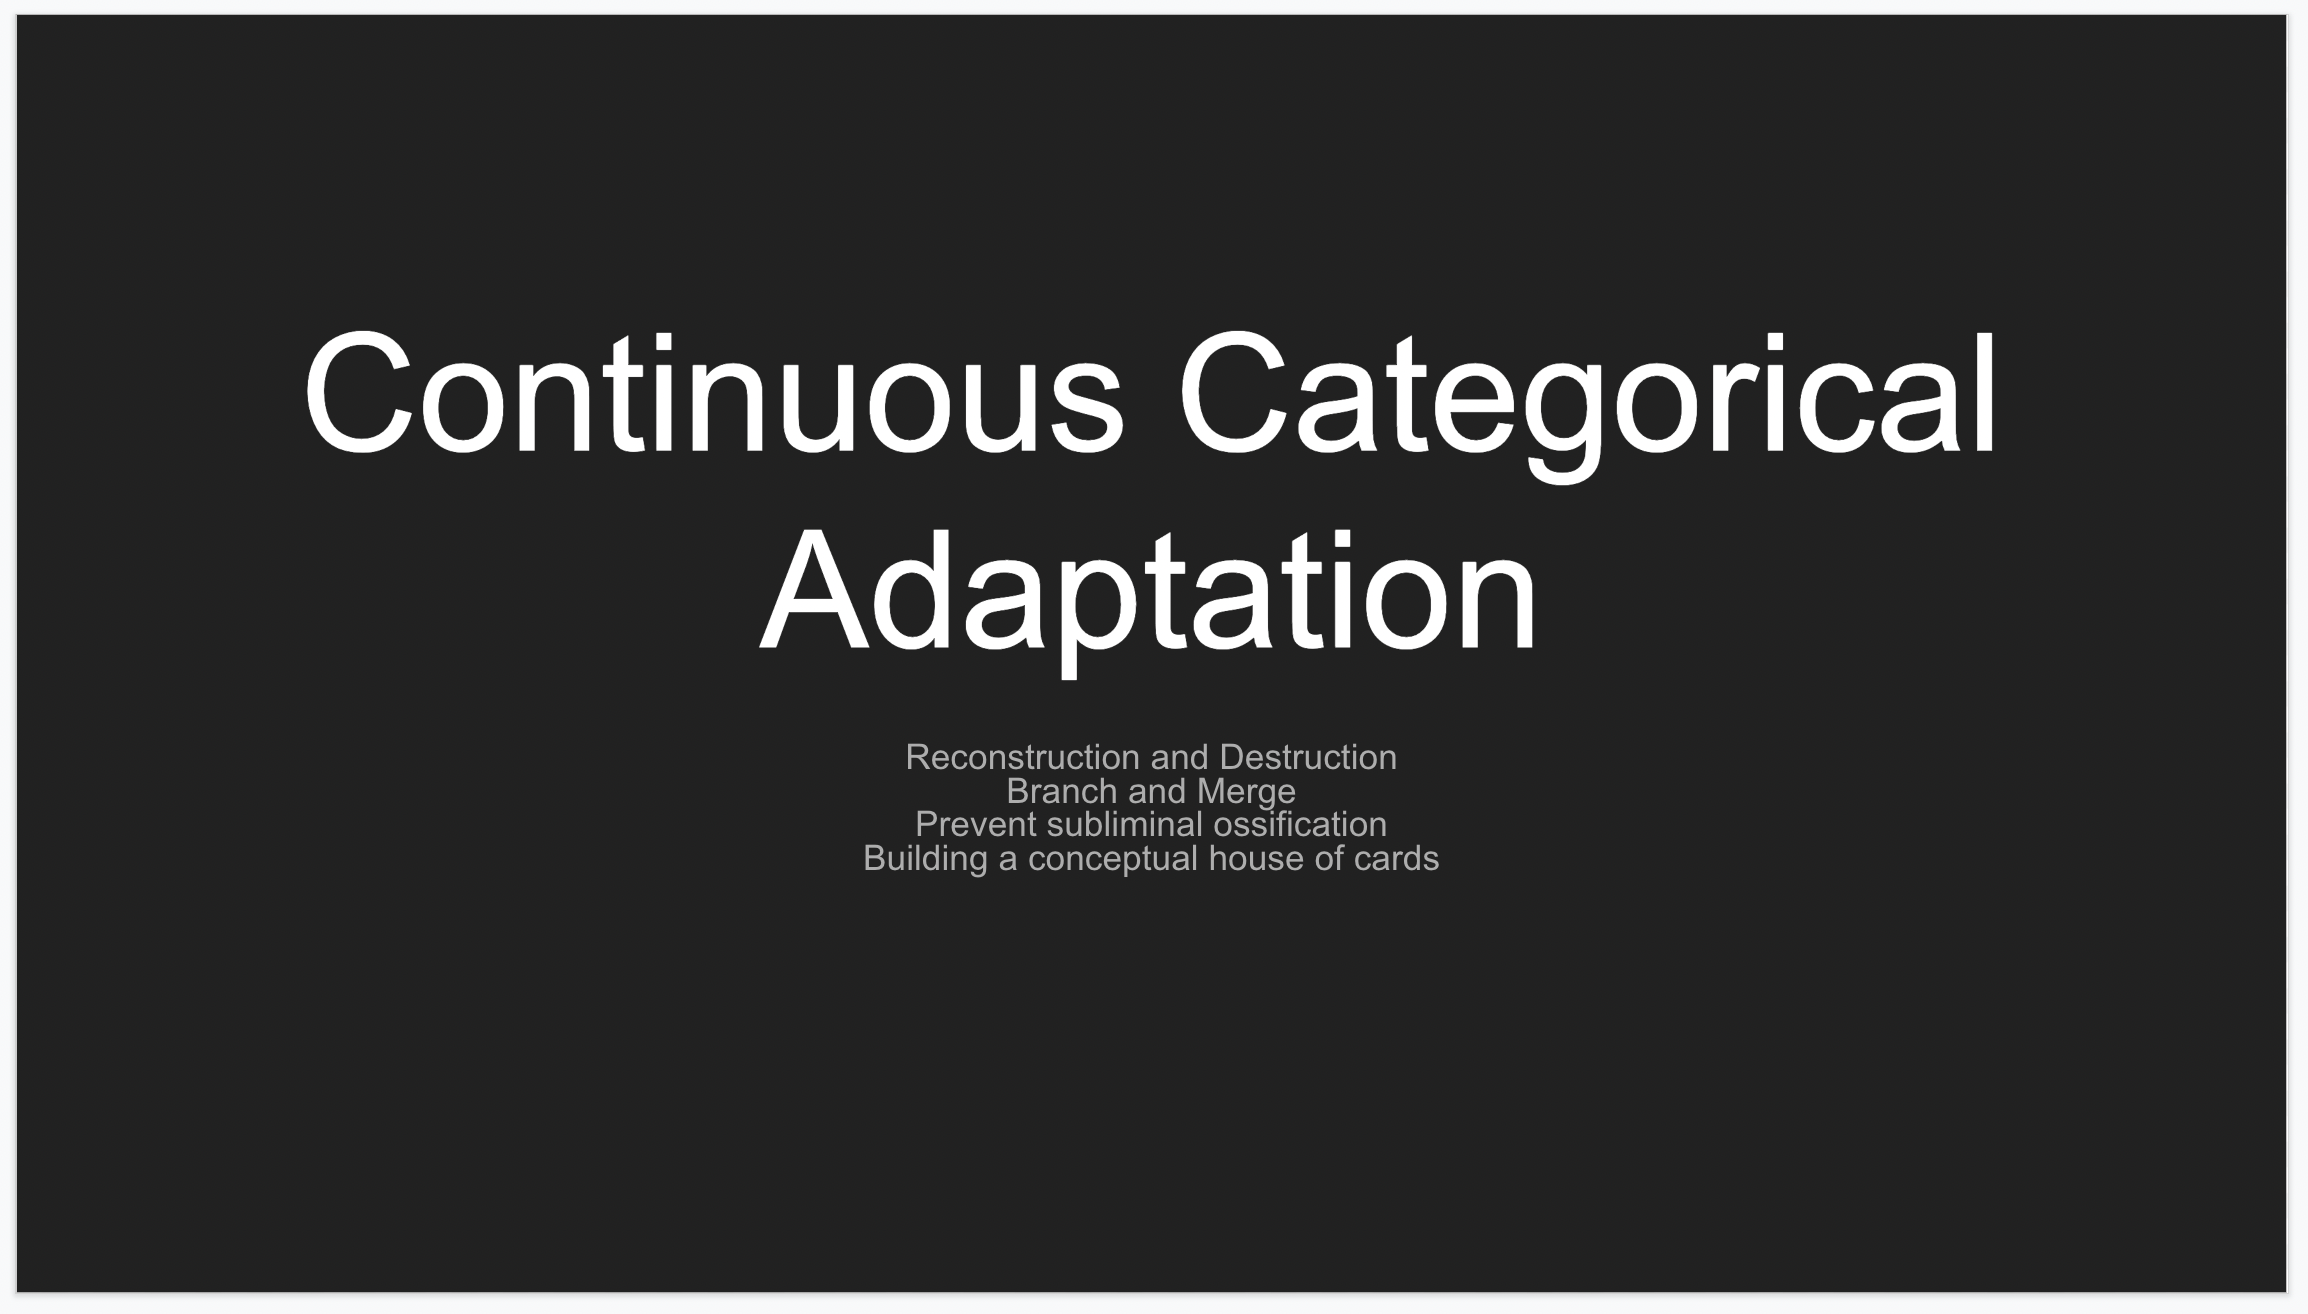 Continuous Categorical
Adaptation
Reconstruction and Destruction
Branch and Merge
Prevent subliminal ossification
Building a conceptual house of cards